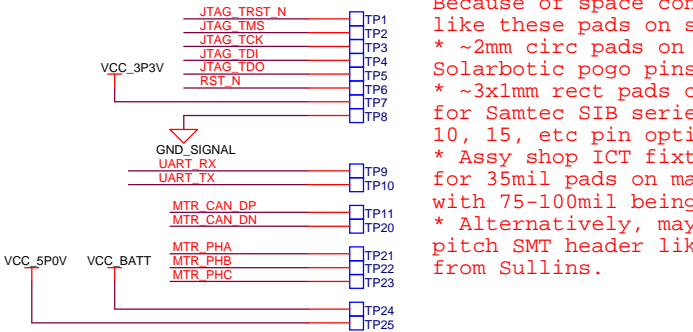 JTAG_TRST_N TP1
JTAG_TMS TP2
JTAG_TCK TP3
JTAG_TDI TP4
JTAG_TDO TP5
RST_N TP6
VCC_3P3V TP7
TP8
GND_SIGNAL
UART_RX TP9
UART_TX TP10
MTR_CAN_DP TP11
MTR_CAN_DN TP20
MTR_PHA TP21
MTR_PHB TP22
MTR_PHC TP23
VCC_5P0V VCC_BATT
TP24
TP25
Because of space con
like these pads on s
* ~2mm circ pads on
Solarbotic pogo pins
* ~3x1mm rect pads o
for Samtec SIB serie
10, 15, etc pin opti
* Assy shop ICT fixt
for 35mil pads on ma
with 75-100mil being
* Alternatively, may
pitch SMT header lik
from Sullins.